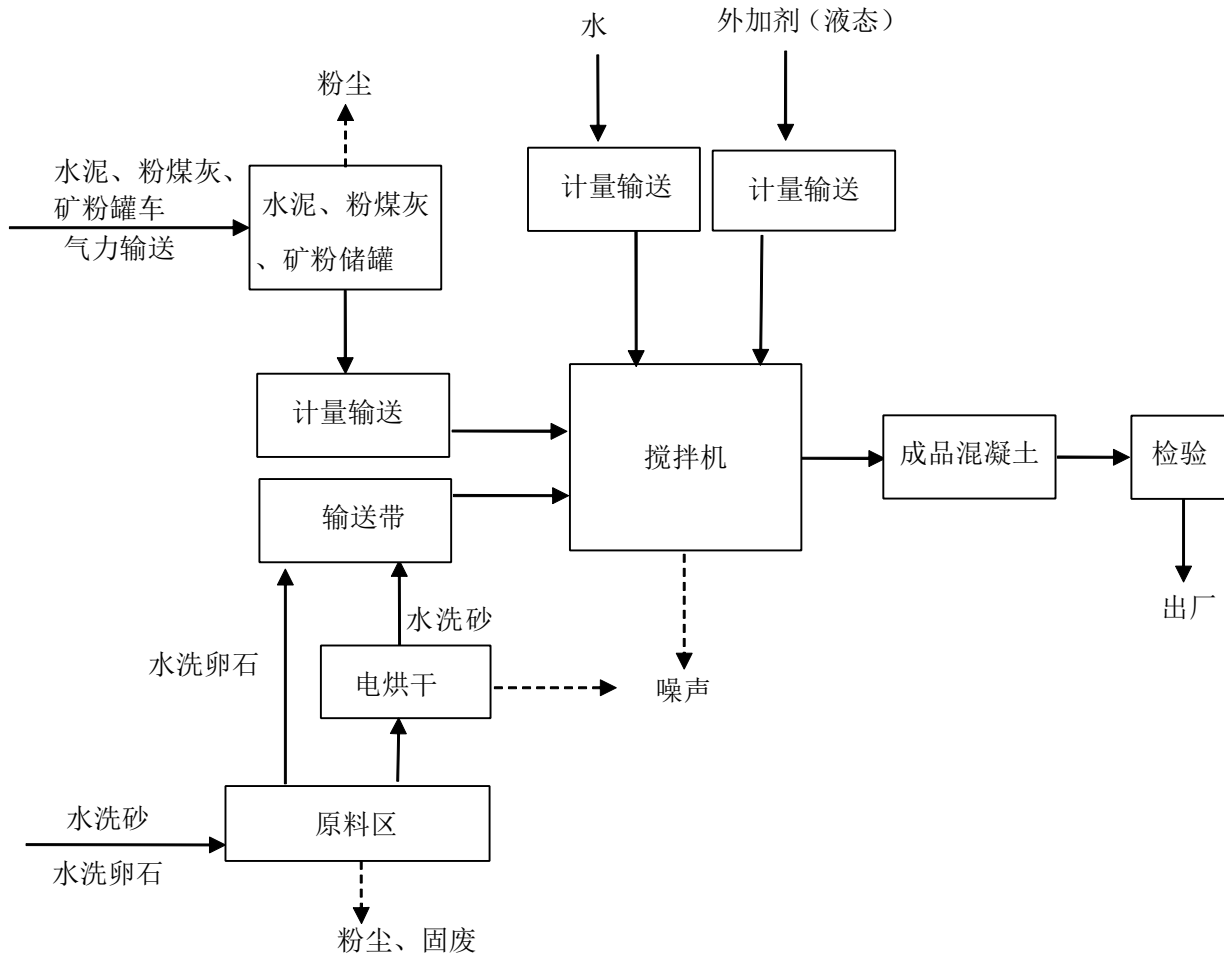 水
外加剂（液态）
粉尘
水泥、粉煤灰、
矿粉罐车
气力输送
水泥、粉煤灰
、矿粉储罐
计量输送
计量输送
计量输送
搅拌机
成品混凝土
检验
输送带
出厂
水洗砂
水洗卵石
电烘干
噪声
水洗砂
水洗卵石
原料区
粉尘、固废